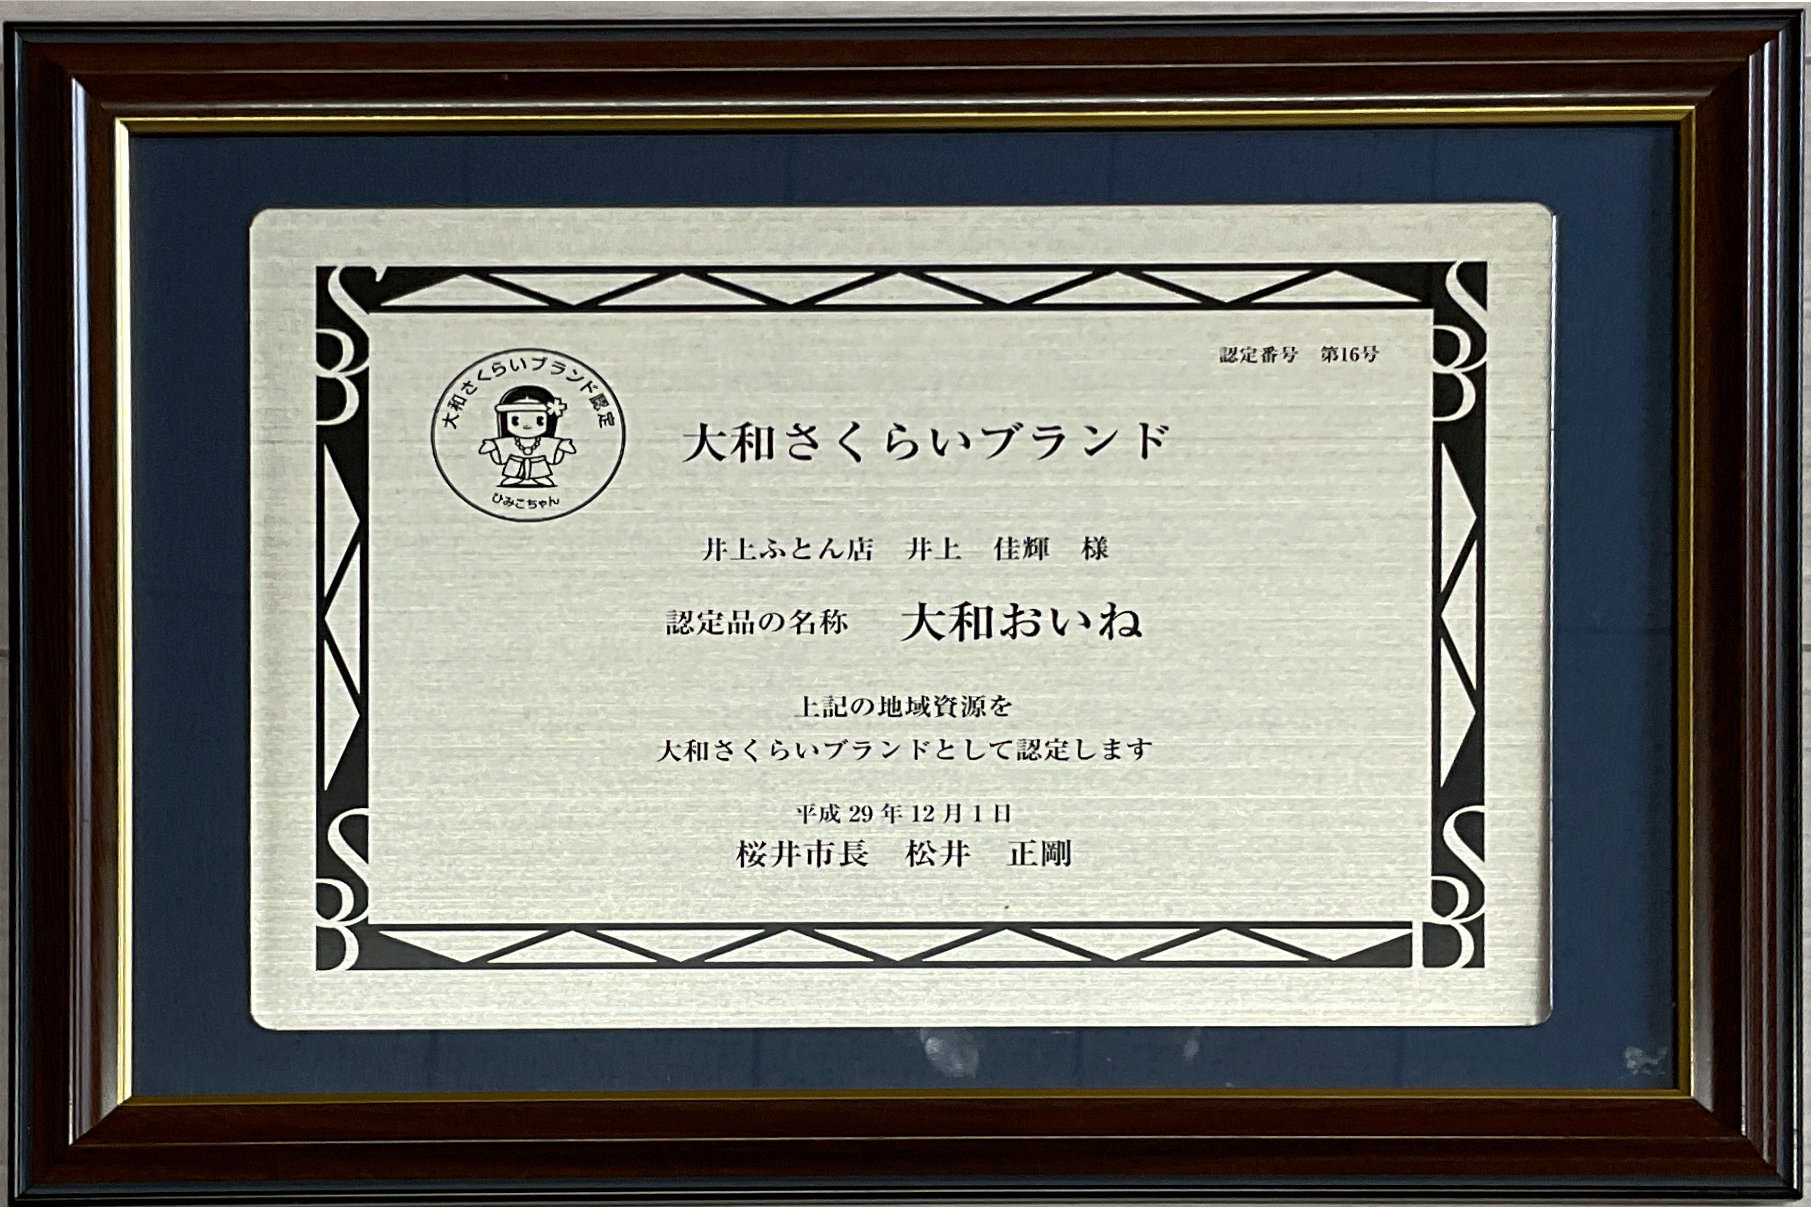 認定番号　第16号
大和さくらいブランド認定
ひみこちゃん
大和さくらいブランド
井上ふとん店　井上　佳輝　様
認定品の名称　大和おいね
上記の地域資源を
大和さくらいブランドとして認定します
平成 29 年 12 月 1 日
桜井市長　松井　正剛